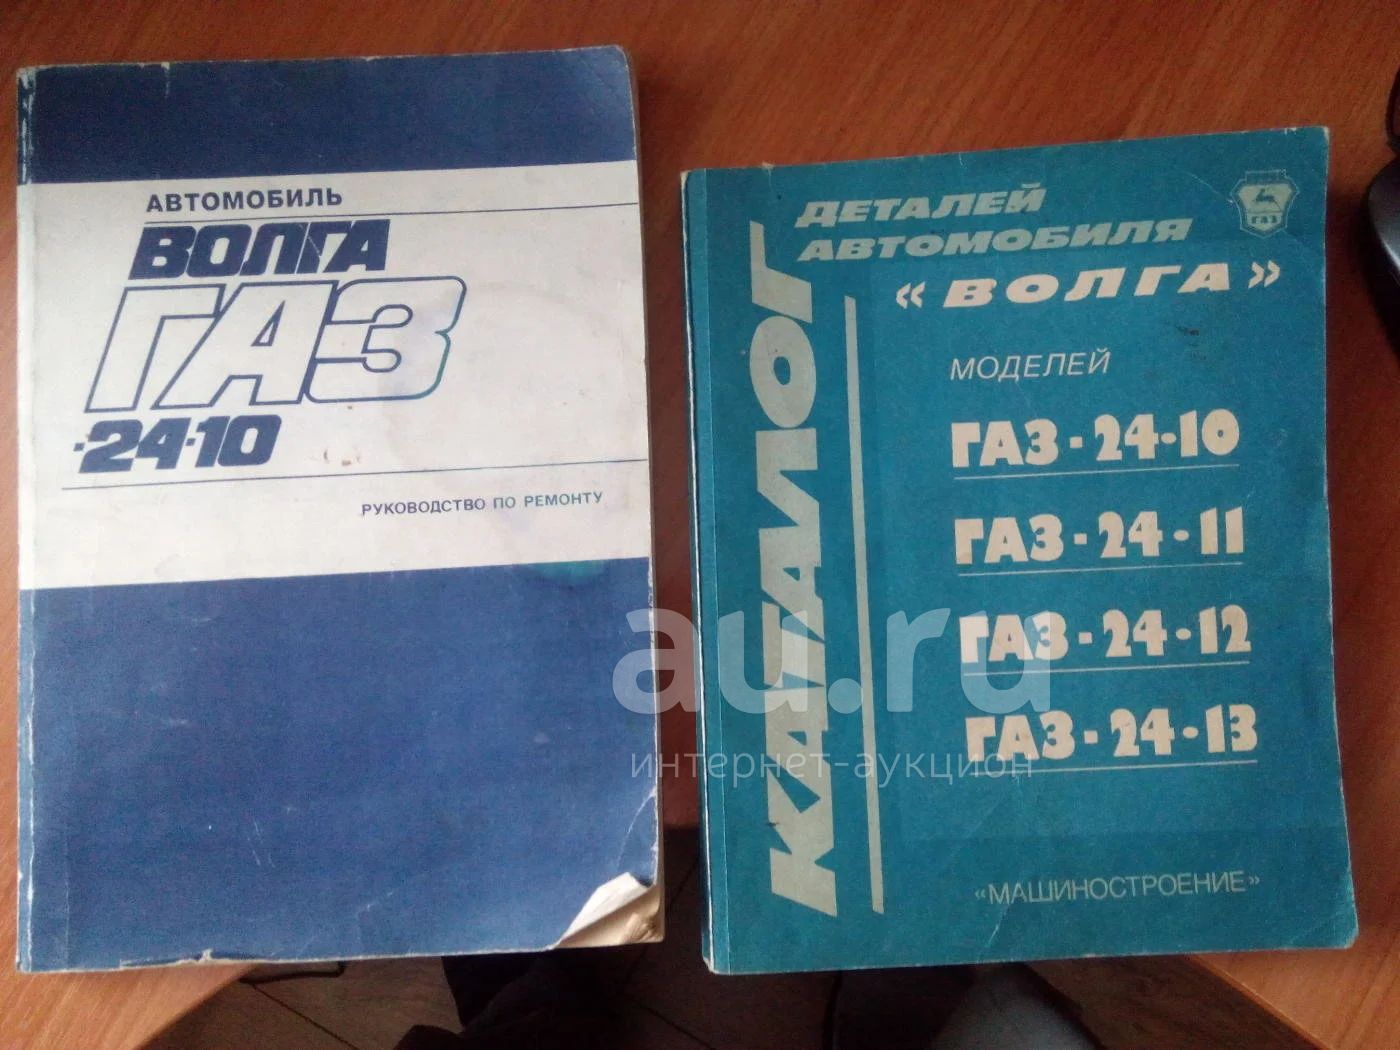 АВТОМОБИЛЬ
ВОЛГА
ГАЗ
-24-10
РУКОВОДСТВО ПО РЕМОНТУ
КАТАЛОГ
ДЕТАЛЕЙ
АВТОМОБИЛЯ
«ВОЛГА»
ГАЗ
МОДЕЛЕЙ
ГАЗ-24-10
ГАЗ-24-11
ГАЗ-24-12
ГАЗ-24-13
«МАШИНОСТРОЕНИЕ»
au.ru
интернет-аукцион